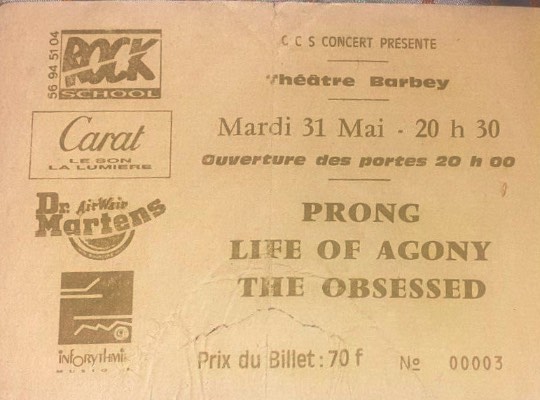 56 94 51 04
ROCK
SCHOOL
Carat
LE SON
LA LUMIERE
Dr. AirWair
Martens
INFORYTHMIK
C C S CONCERT PRÉSENTE
Théâtre Barbey
Mardi 31 Mai - 20 h 30
Ouverture des portes 20 h 00
PRONG
LIFE OF AGONY
THE OBSESSED
Prix du Billet : 70 f
Nº 00003